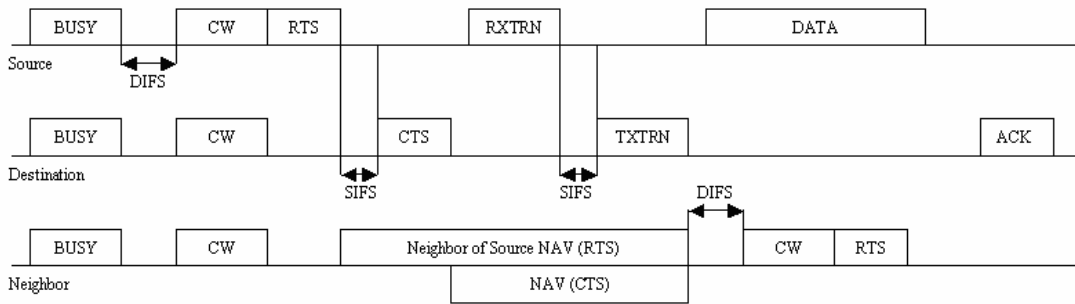 BUSY CW RTS RXTRN DATA
Source
DIFS
BUSY CW CTS TXTRN ACK
Destination
SIFS SIFS DIFS
BUSY CW Neighbor of Source NAV (RTS) CW RTS
Neighbor NAV (CTS)